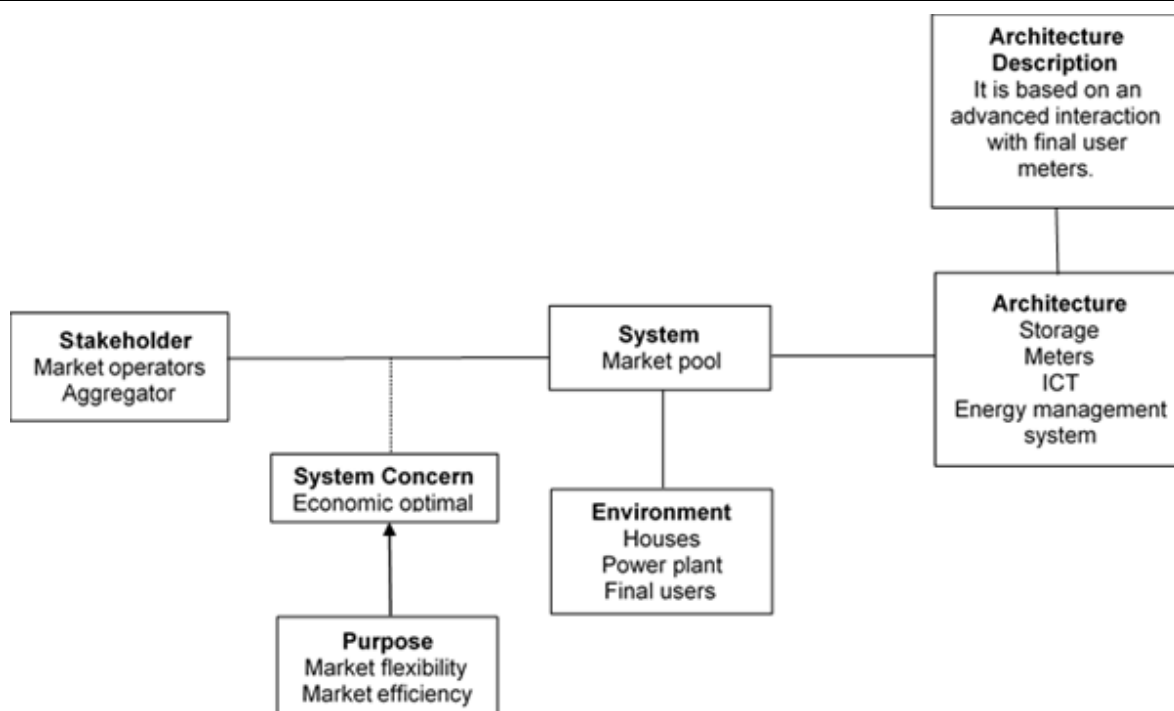 Architecture
Description
It is based on an
advanced interaction
with final user
meters.
Stakeholder
Market operators
Aggregator
System
Market pool
Architecture
Storage
Meters
ICT
Energy management
system
System Concern
Economic optimal
Environment
Houses
Power plant
Final users
Purpose
Market flexibility
Market efficiency